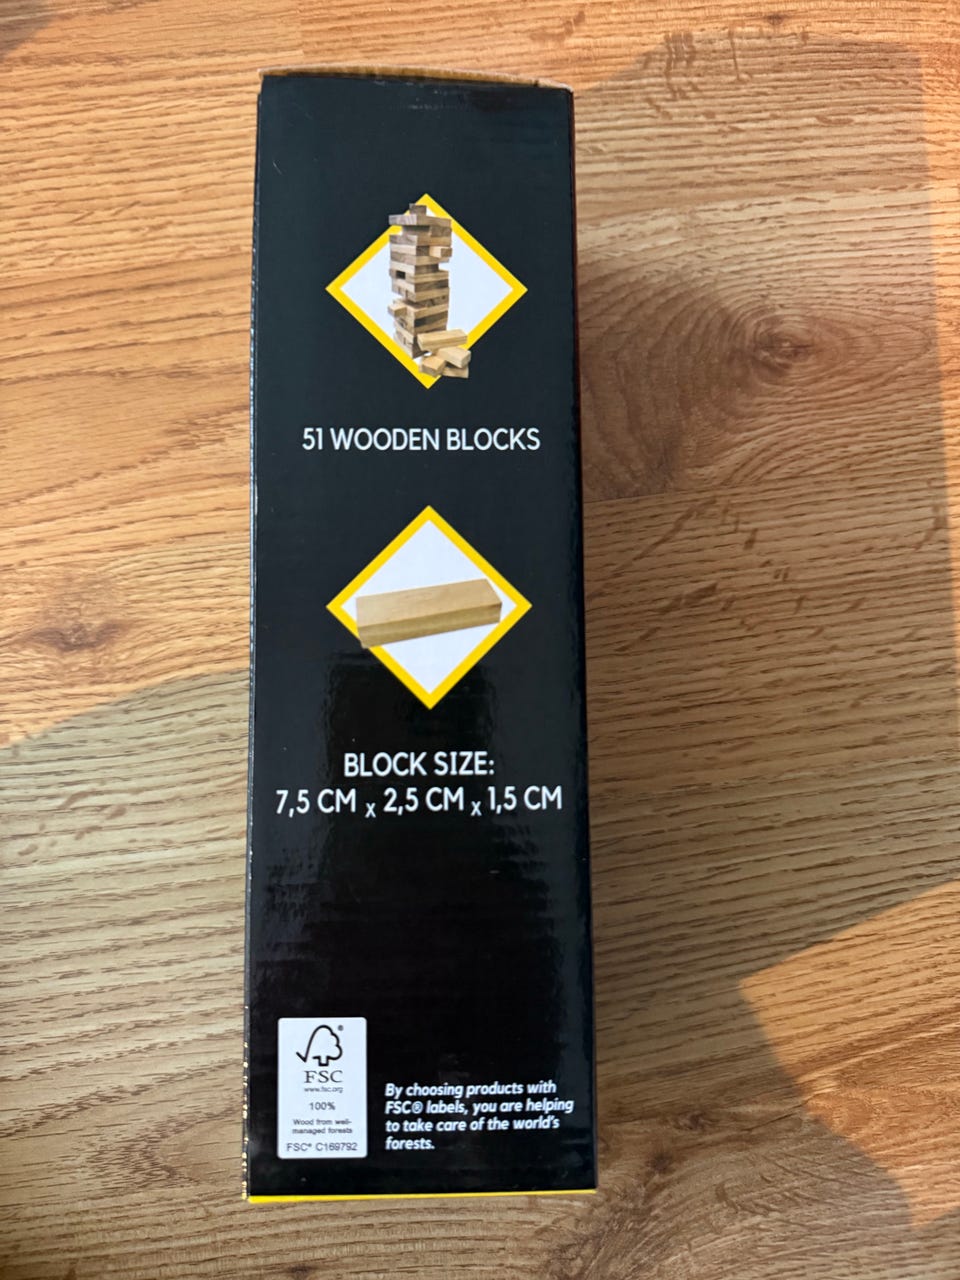 51 WOODEN BLOCKS
BLOCK SIZE:
7,5 CM x 2,5 CM x 1,5 CM
®
FSC
www.fsc.org
100%
Wood from well-
managed forests
FSC® C169792
By choosing products with
FSC® labels, you are helping
to take care of the world's
forests.